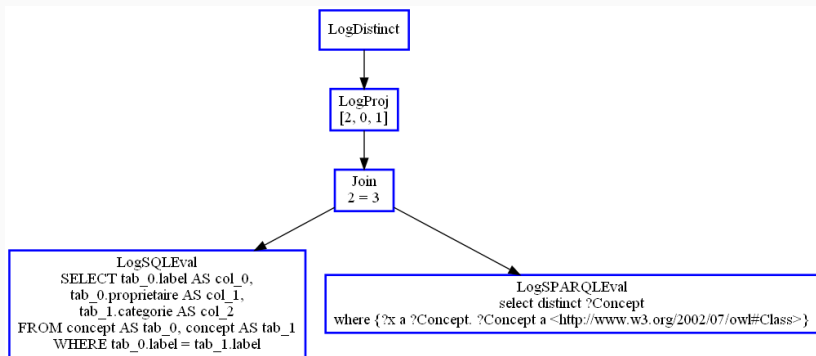 LogDistinct
LogProj
[2, 0, 1]
Join
2 = 3
LogSQLEval
SELECT tab_0.label AS col_0,
tab_0.proprietaire AS col_1,
tab_1.categorie AS col_2
FROM concept AS tab_0, concept AS tab_1
WHERE tab_0.label = tab_1.label
LogSPARQLEval
select distinct ?Concept
where {?x a ?Concept. ?Concept a <http://www.w3.org/2002/07/owl#Class>}